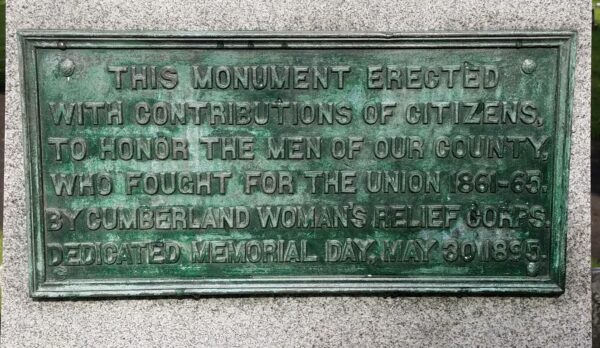 THIS MONUMENT ERECTED
WITH CONTRIBUTIONS OF CITIZENS,
TO HONOR THE MEN OF OUR COUNTY,
WHO FOUGHT FOR THE UNION 1861-65.
BY CUMBERLAND WOMAN'S RELIEF CORPS.
DEDICATED MEMORIAL DAY, MAY 30 1895.